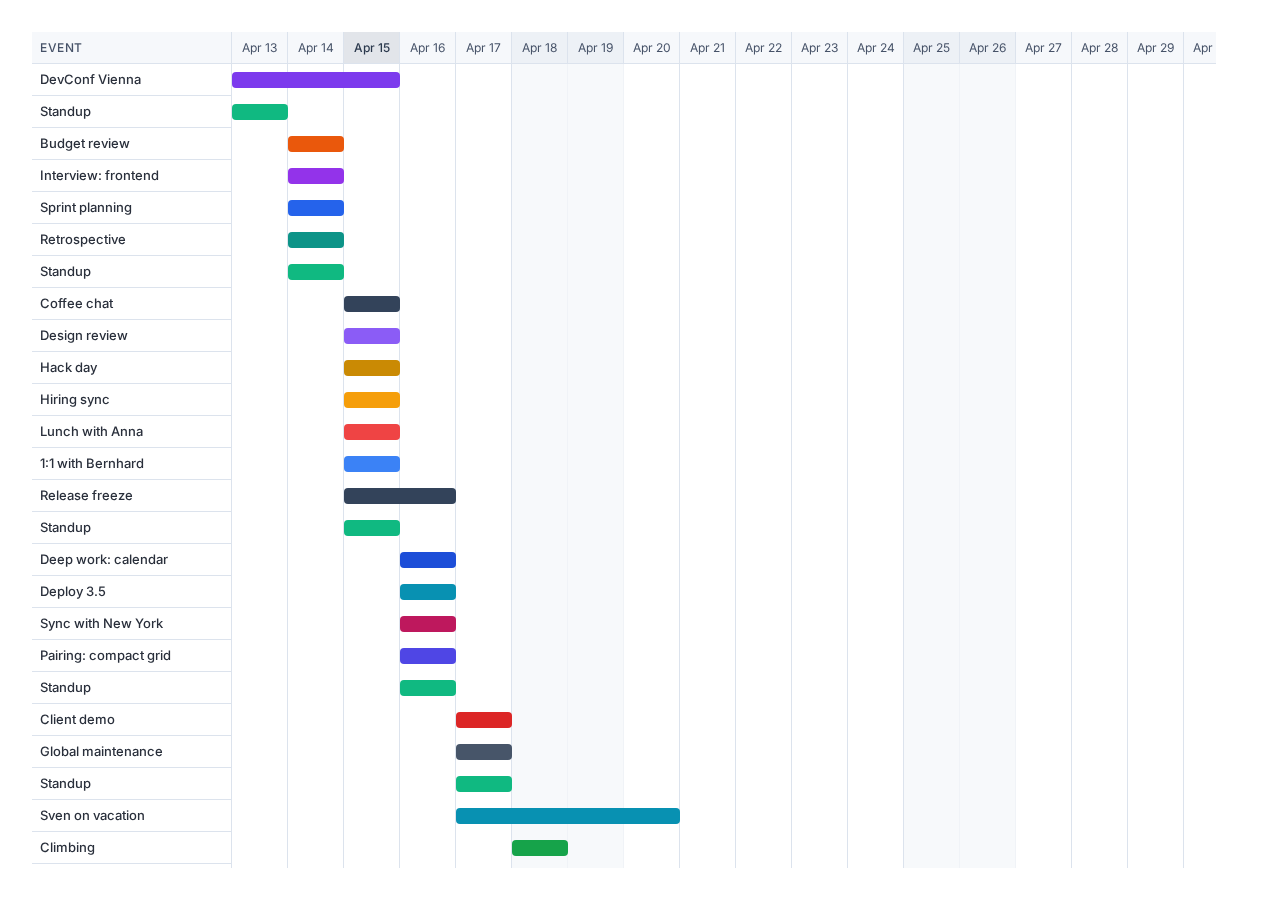 EVENT Apr 13 Apr 14 Apr 15 Apr 16 Apr 17 Apr 18 Apr 19 Apr 20 Apr 21 Apr 22 Apr 23 Apr 24 Apr 25 Apr 26 Apr 27 Apr 28 Apr 29 Apr
DevConf Vienna
Standup
Budget review
Interview: frontend
Sprint planning
Retrospective
Standup
Coffee chat
Design review
Hack day
Hiring sync
Lunch with Anna
1:1 with Bernhard
Release freeze
Standup
Deep work: calendar
Deploy 3.5
Sync with New York
Pairing: compact grid
Standup
Client demo
Global maintenance
Standup
Sven on vacation
Climbing